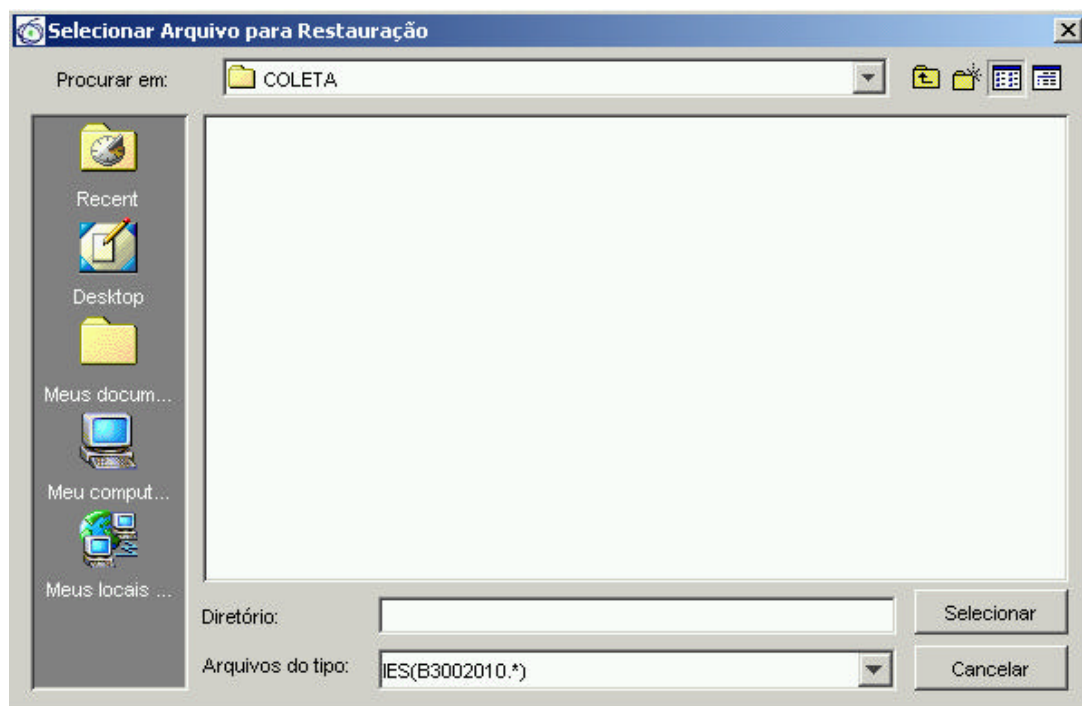 Selecionar Arquivo para Restauração
Procurar em:
COLETA
Recent
Desktop
Meus docum...
Meu comput...
Meus locais ...
Diretório:
Selecionar
Arquivos do tipo:
IES(B3002010.*)
Cancelar